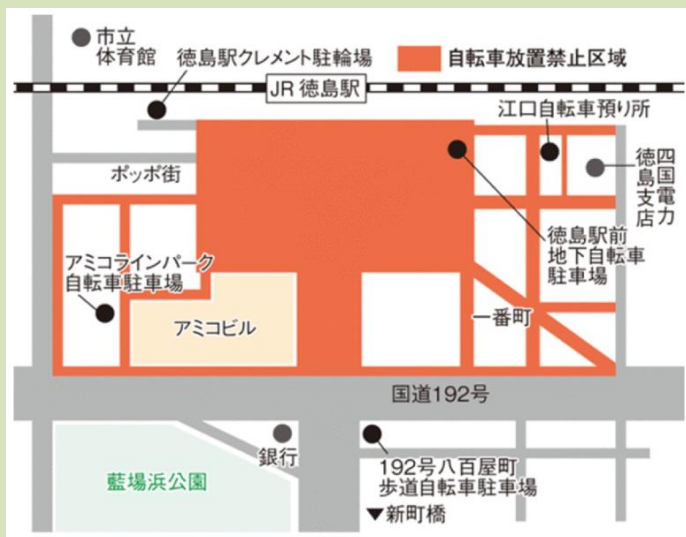 市立
体育館
徳島駅クレメント駐輪場
自転車放置禁止区域
JR 徳島駅
江口自転車預り所
四国電力
徳島支店
ポッポ街
徳島駅前
地下自転車
駐車場
アミコラインパーク
自転車駐車場
アミコビル
一番町
国道192号
銀行
192号八百屋町
歩道自転車駐車場
藍場浜公園
▼新町橋